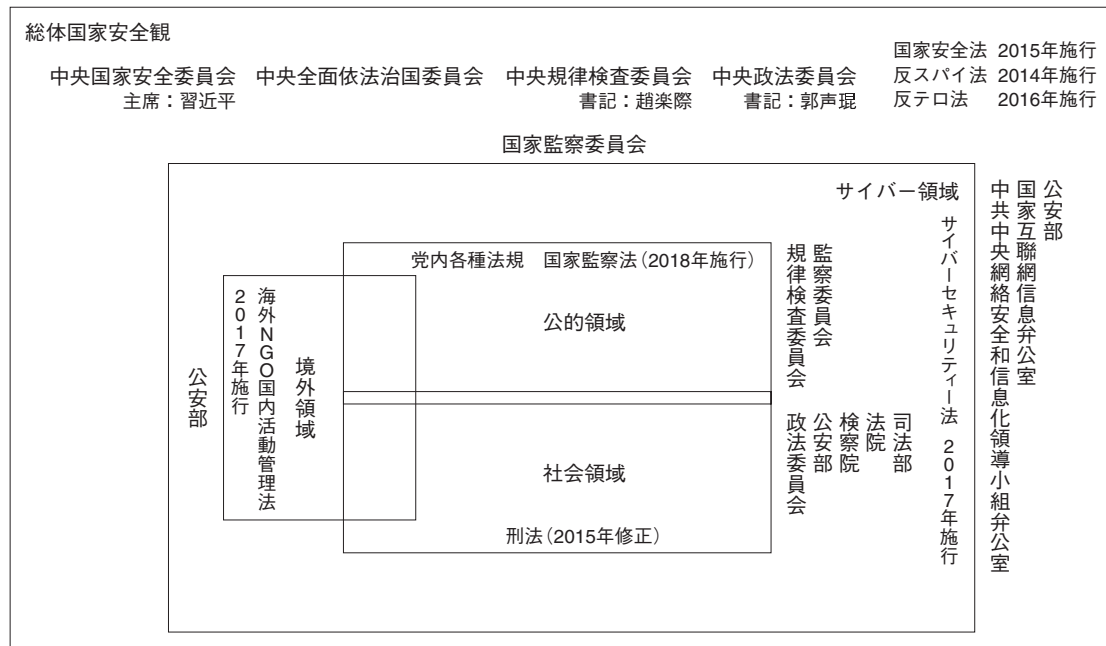 総体国家安全観
国家安全法 2015年施行
反スパイ法 2014年施行
反テロ法 2016年施行
中央国家安全委員会 中央全面依法治国委員会 中央規律検査委員会 中央政法委員会
主席：習近平 書記：趙楽際 書記：郭声琨
国家監察委員会
サイバー領域
公安部
国家互聯網信息弁公室
中共中央網絡安全和信息化領導小組弁公室
サイバーセキュリティー法 2017年施行
党内各種法規 国家監察法（2018年施行）
公的領域
監察委員会
規律検査委員会
境外領域
海外NGO国内活動管理法
2017年施行
公安部
社会領域
刑法（2015年修正）
司法部
法院
検察院
公安部
政法委員会